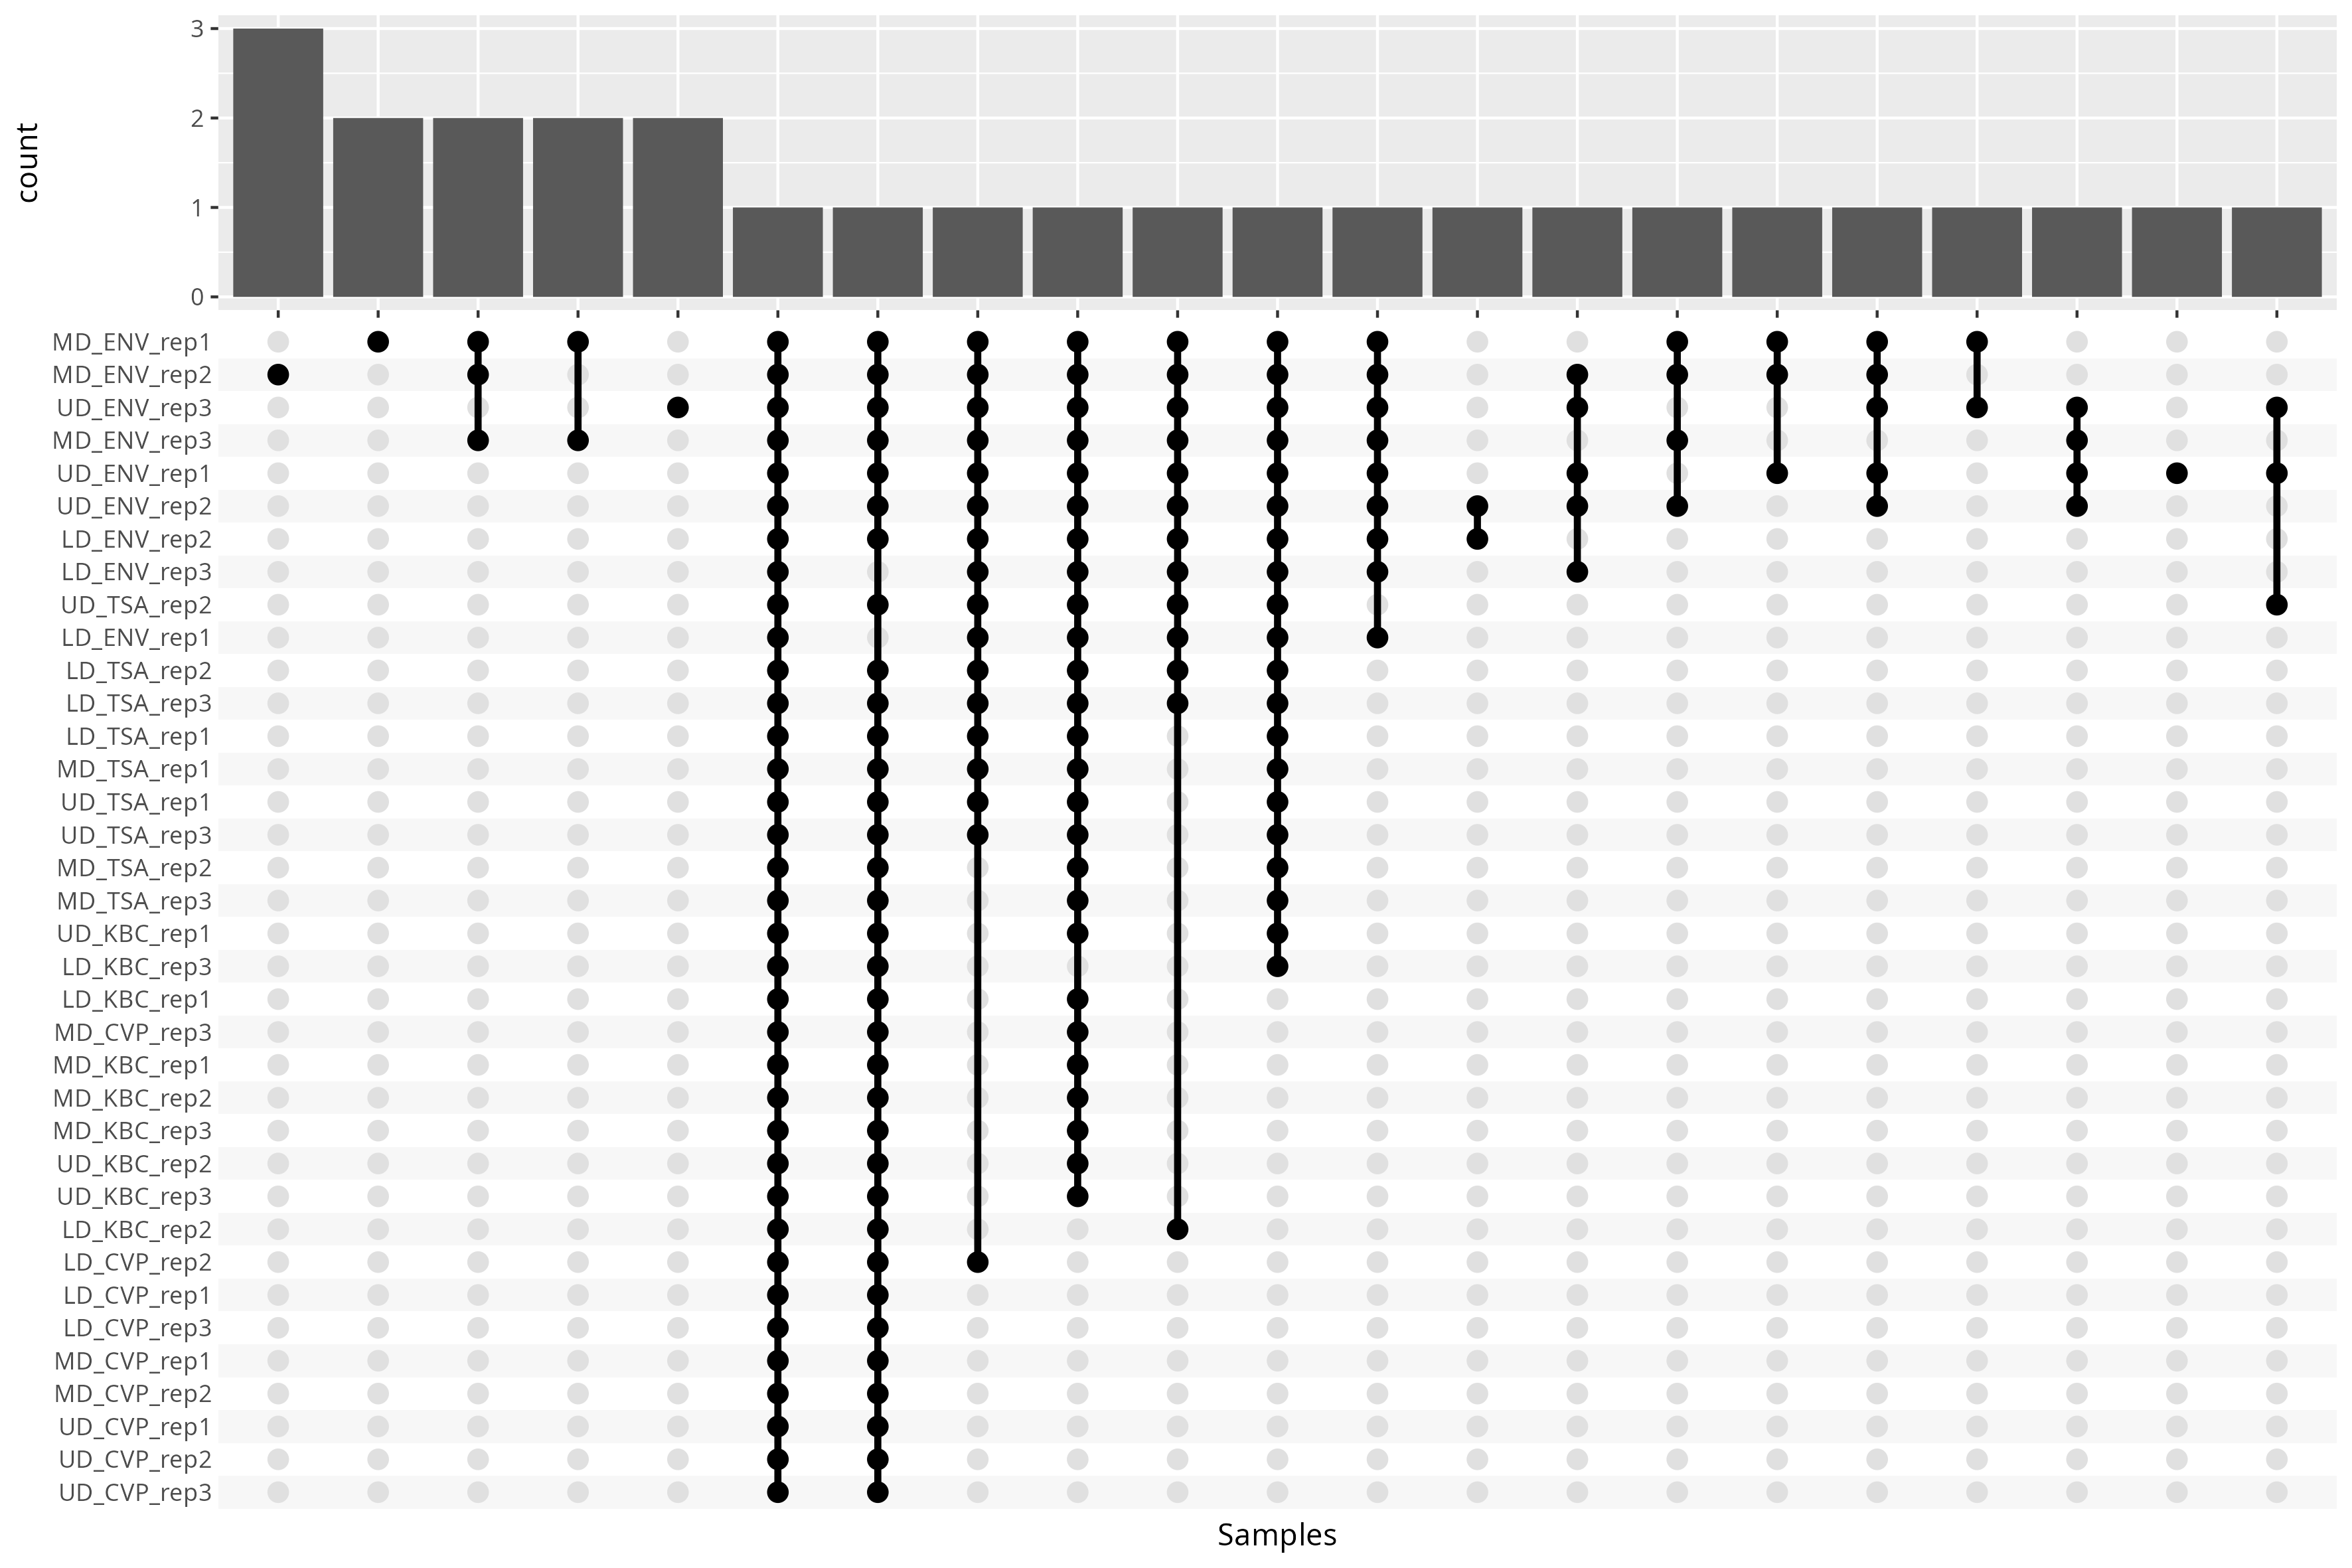 count
3
2
1
0
MD_ENV_rep1
MD_ENV_rep2
UD_ENV_rep3
MD_ENV_rep3
UD_ENV_rep1
UD_ENV_rep2
LD_ENV_rep2
LD_ENV_rep3
UD_TSA_rep2
LD_ENV_rep1
LD_TSA_rep2
LD_TSA_rep3
LD_TSA_rep1
MD_TSA_rep1
UD_TSA_rep1
UD_TSA_rep3
MD_TSA_rep2
MD_TSA_rep3
UD_KBC_rep1
LD_KBC_rep3
LD_KBC_rep1
MD_CVP_rep3
MD_KBC_rep1
MD_KBC_rep2
MD_KBC_rep3
UD_KBC_rep2
UD_KBC_rep3
LD_KBC_rep2
LD_CVP_rep2
LD_CVP_rep1
LD_CVP_rep3
MD_CVP_rep1
MD_CVP_rep2
UD_CVP_rep1
UD_CVP_rep2
UD_CVP_rep3
Samples